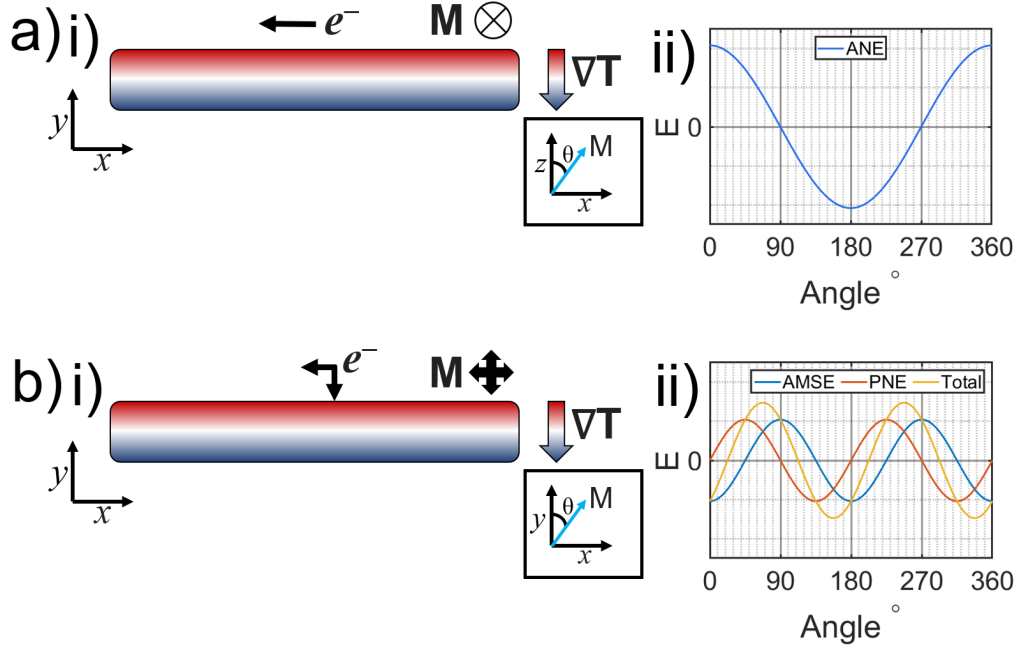 a) i)
e⁻
M
∇T
y
x
z
θ
M
x
ii)
ANE
E
0
0 90 180 270 360
Angle °
b) i)
e⁻
M
∇T
y
x
y
θ
M
x
ii)
AMSE PNE Total
E
0
0 90 180 270 360
Angle °